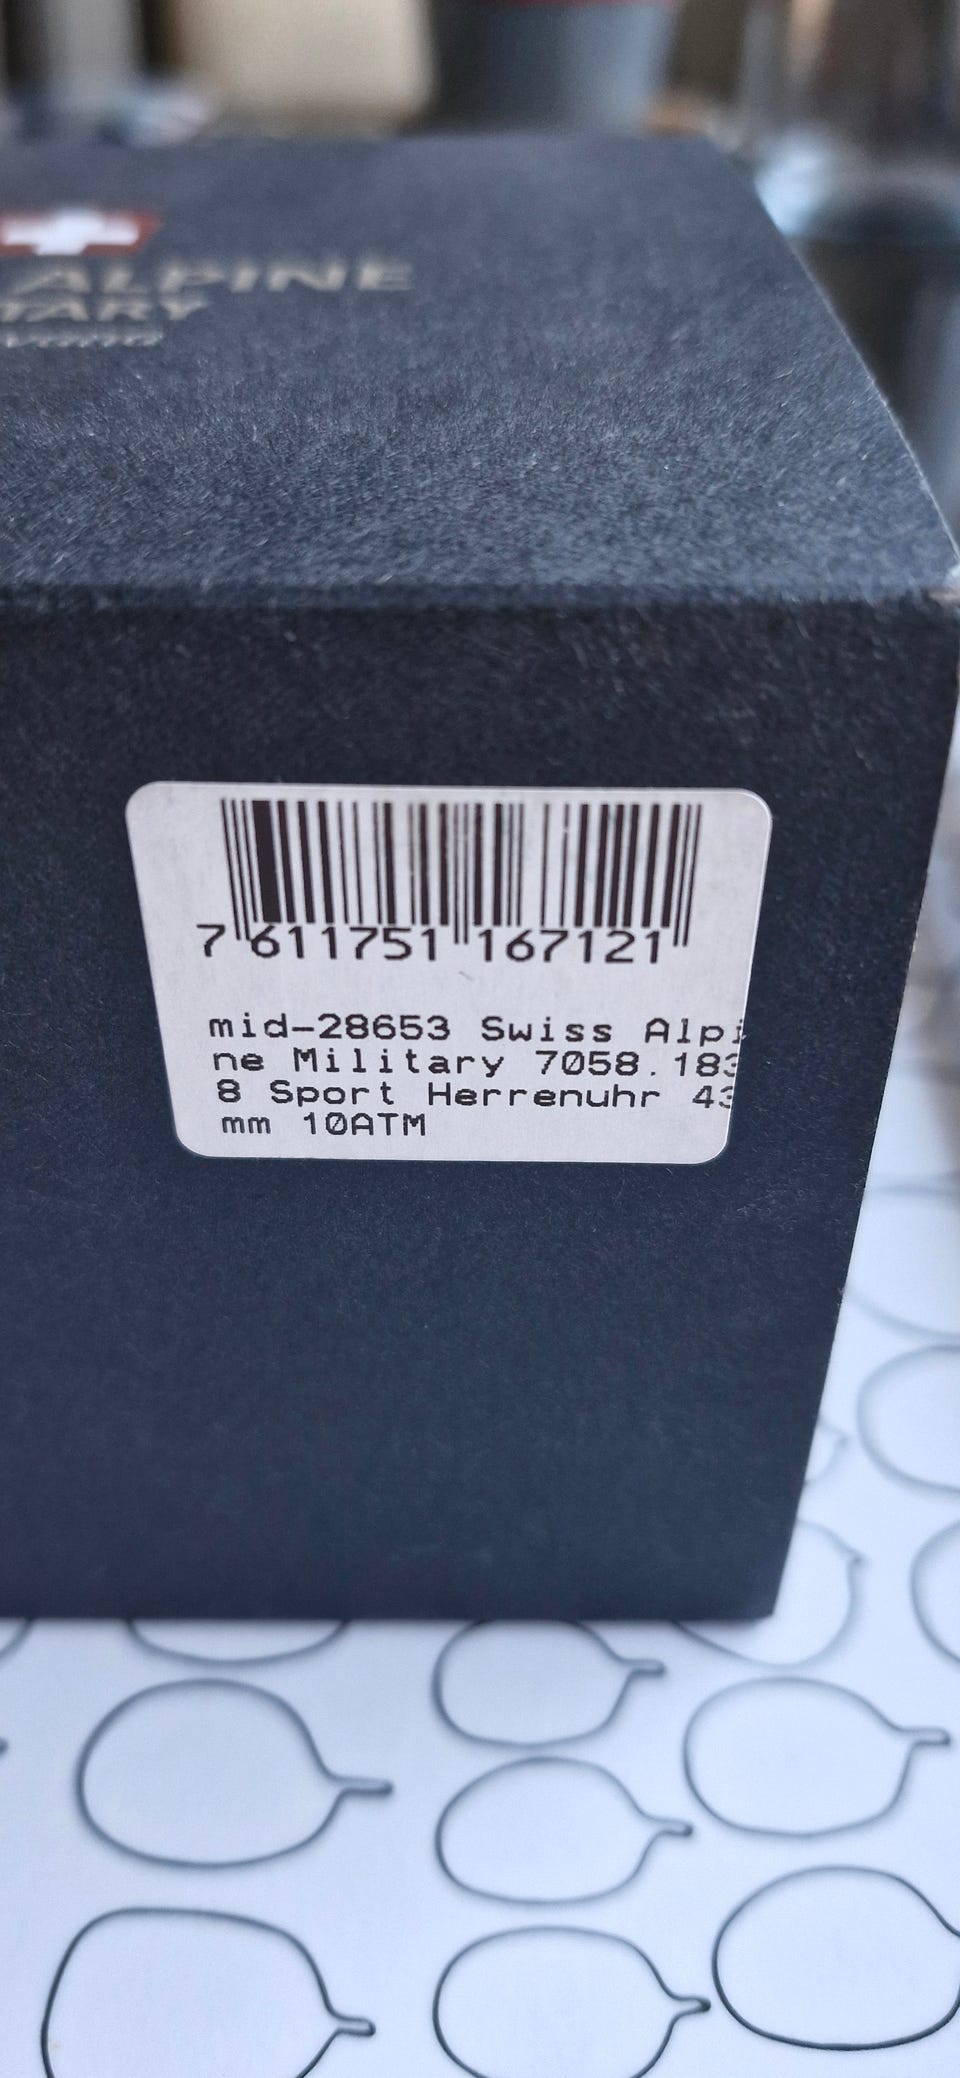 ALPINE
TARY
7 611751 167121
mid-28653 Swiss Alpi
ne Military 7058.183
8 Sport Herrenuhr 43
mm 10ATM